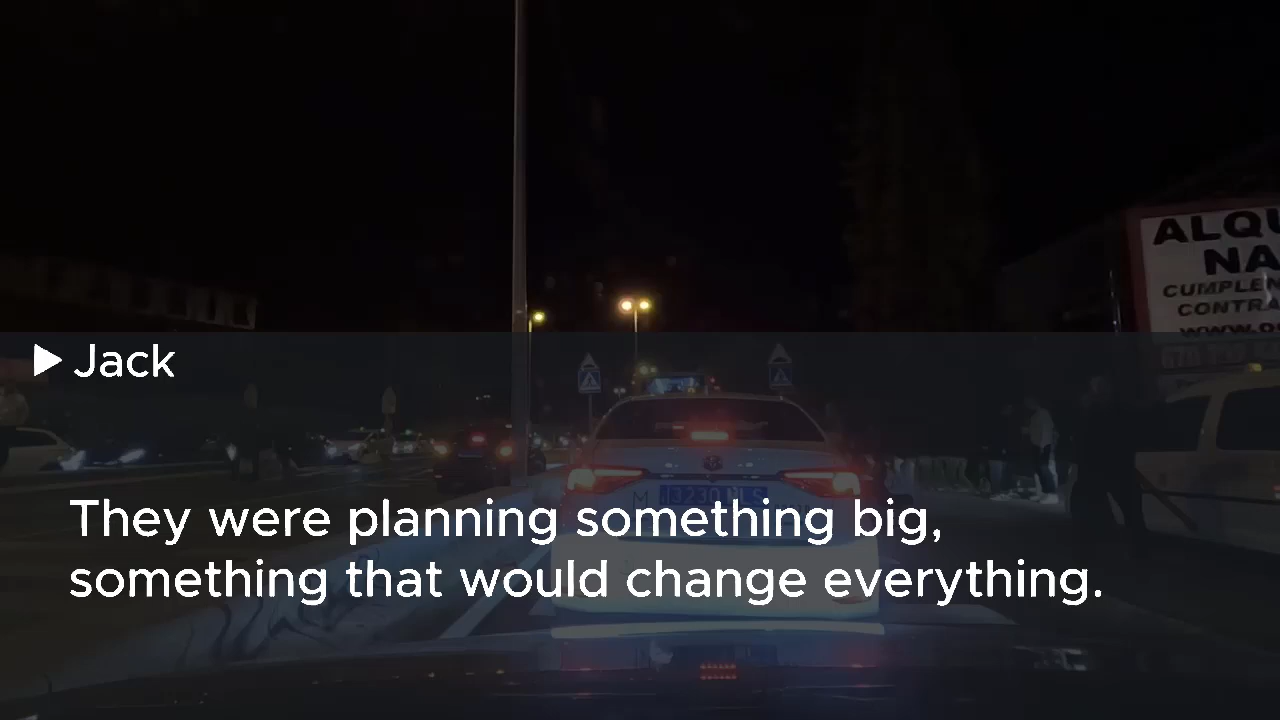 ALQU
NA
CUMPLEN
CONTRA
Jack
They were planning something big,
something that would change everything.